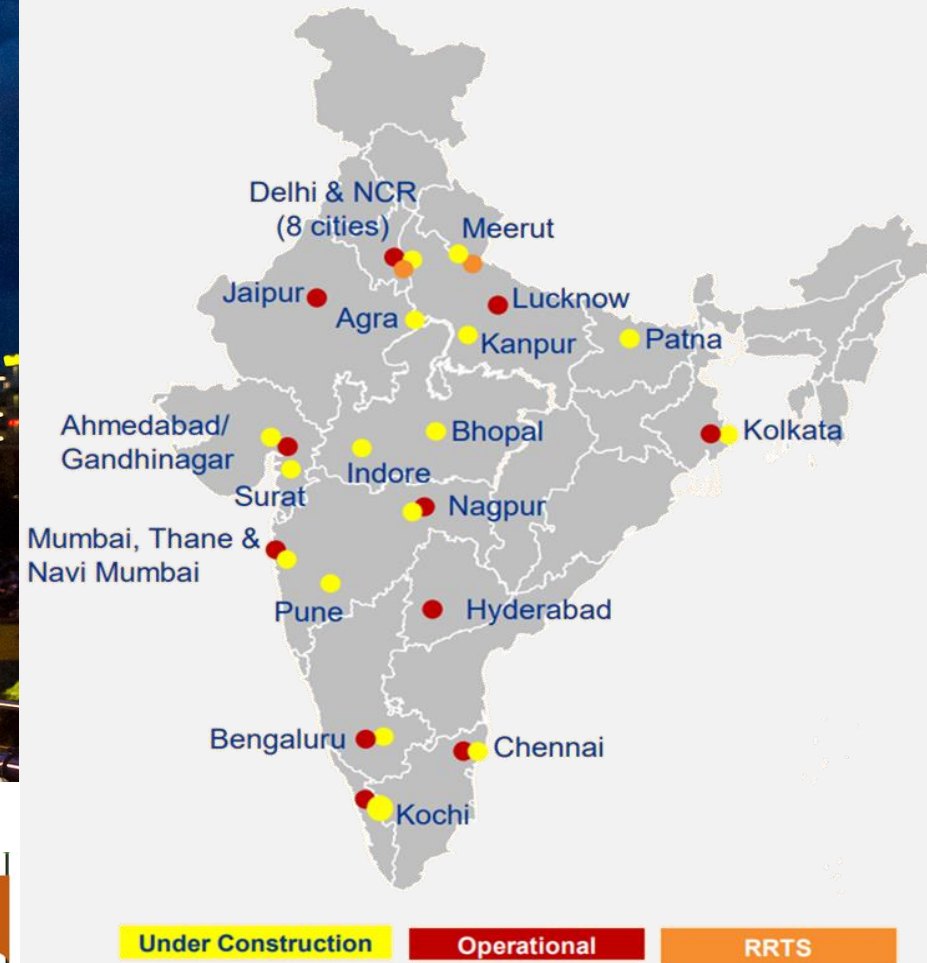 Delhi & NCR
(8 cities)
Meerut
Jaipur
Lucknow
Agra
Kanpur
Patna
Ahmedabad/
Gandhinagar
Bhopal
Kolkata
Indore
Surat
Nagpur
Mumbai, Thane &
Navi Mumbai
Pune
Hyderabad
Bengaluru
Chennai
Kochi
Under Construction
Operational
RRTS